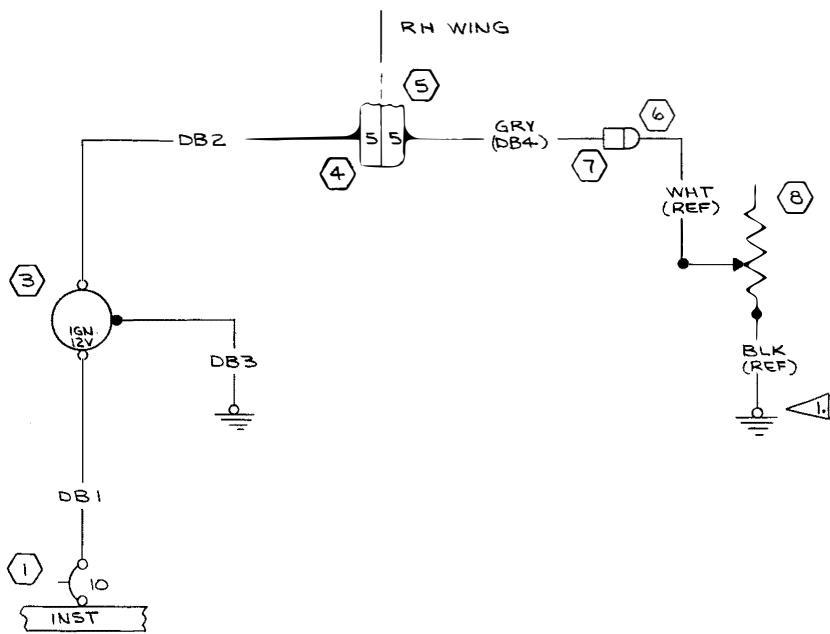 RH WING
5
DB2
5 5
GRY
(DB4)
6
4
7
WHT
(REF)
8
3
IGN
12V
DB3
BLK
(REF)
1.
DB1
1
10
INST